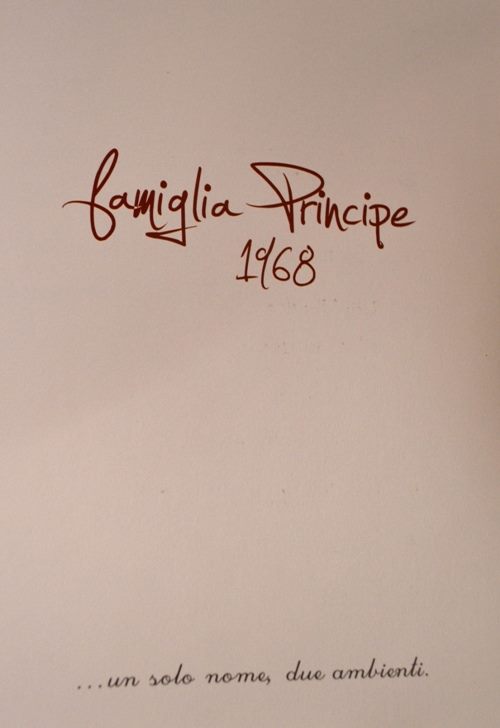 famiglia Principe
1968
...un solo nome, due ambienti.